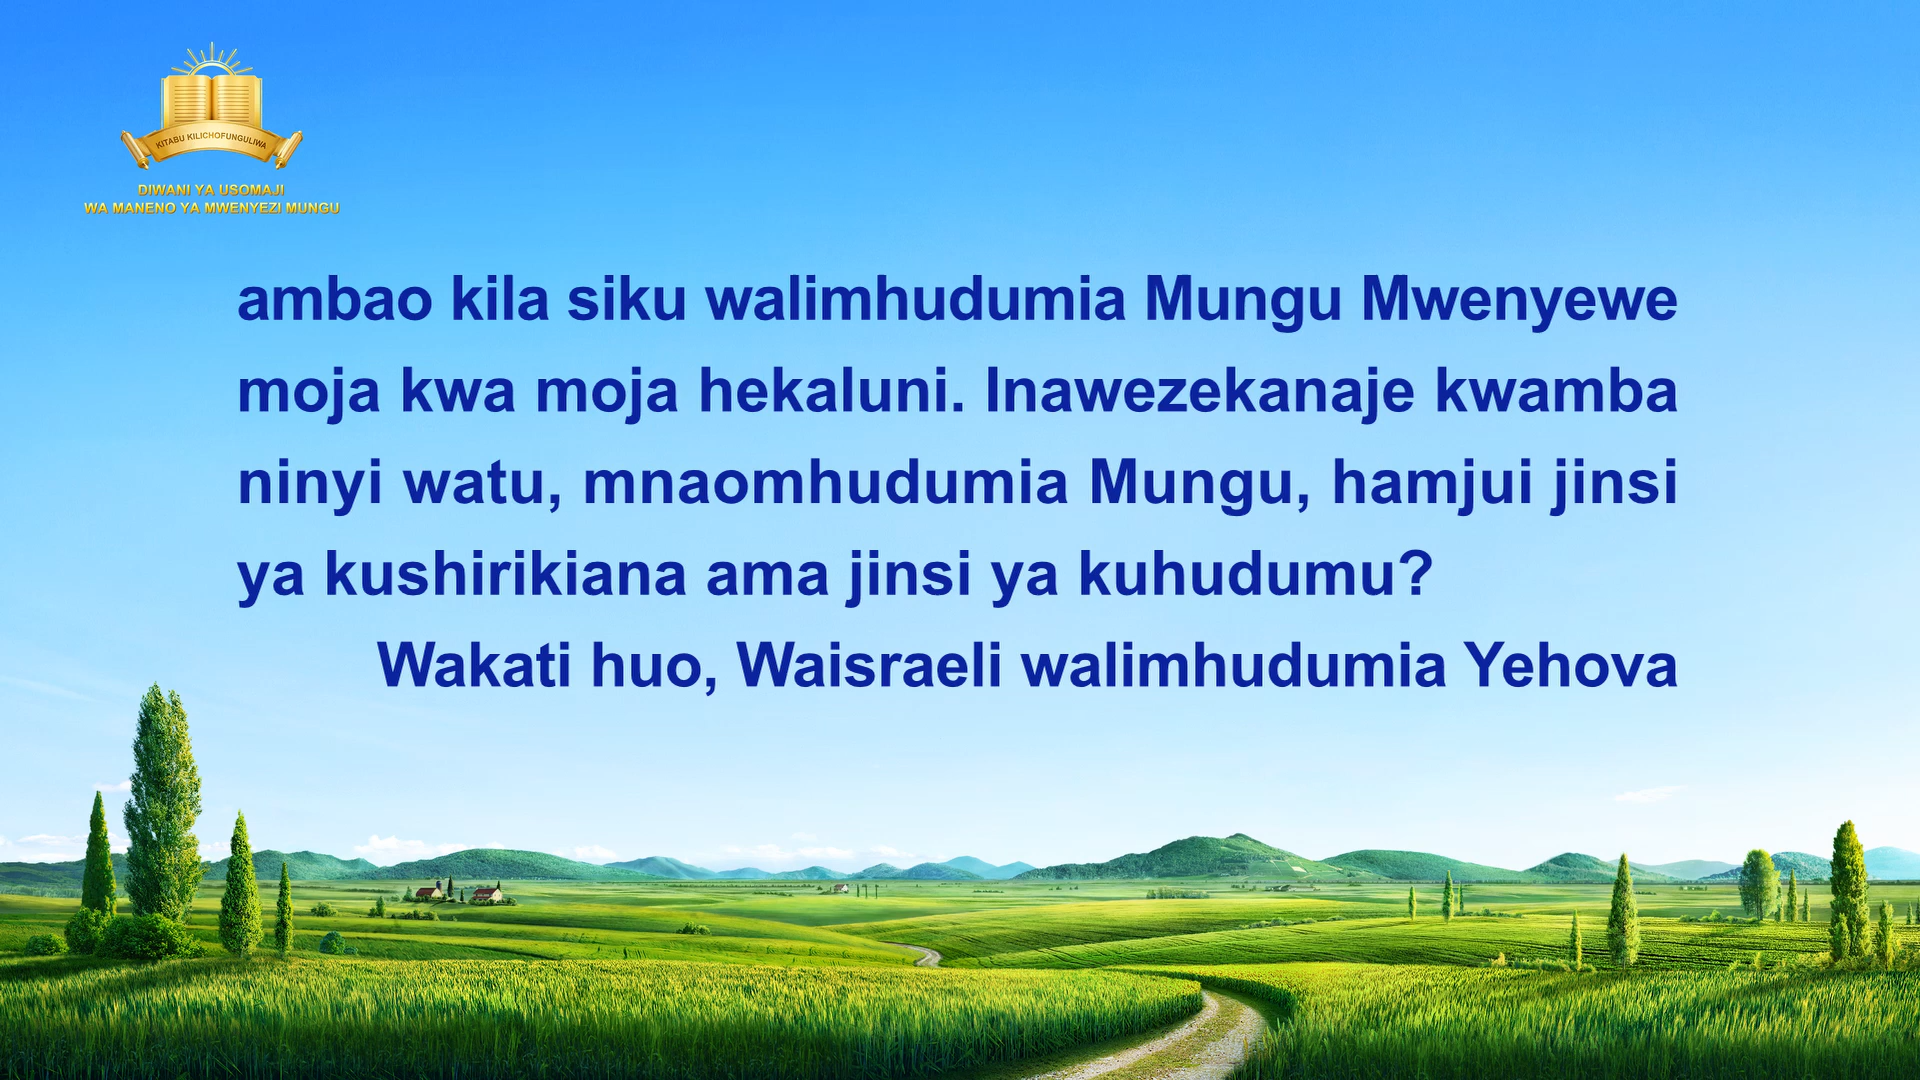 KITABU KILICHOFUNGULIWA
DIWANI YA USOMAJI
WA MANENO YA MWENYEZI MUNGU
ambao kila siku walimhudumia Mungu Mwenyewe
moja kwa moja hekaluni. Inawezekanaje kwamba
ninyi watu, mnaomhudumia Mungu, hamjui jinsi
ya kushirikiana ama jinsi ya kuhudumu?
Wakati huo, Waisraeli walimhudumia Yehova